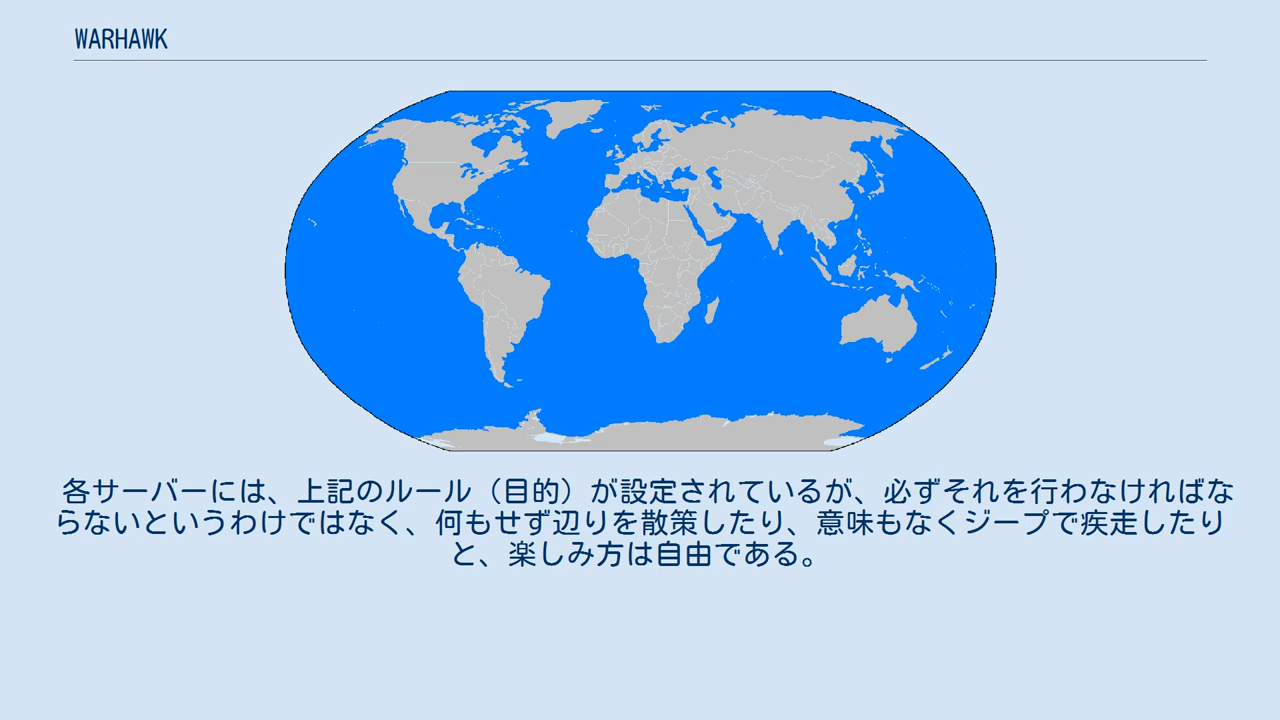 WARHAWK
各サーバーには、上記のルール（目的）が設定されているが、必ずそれを行わなければな
らないというわけではなく、何もせず辺りを散策したり、意味もなくジープで疾走したり
と、楽しみ方は自由である。